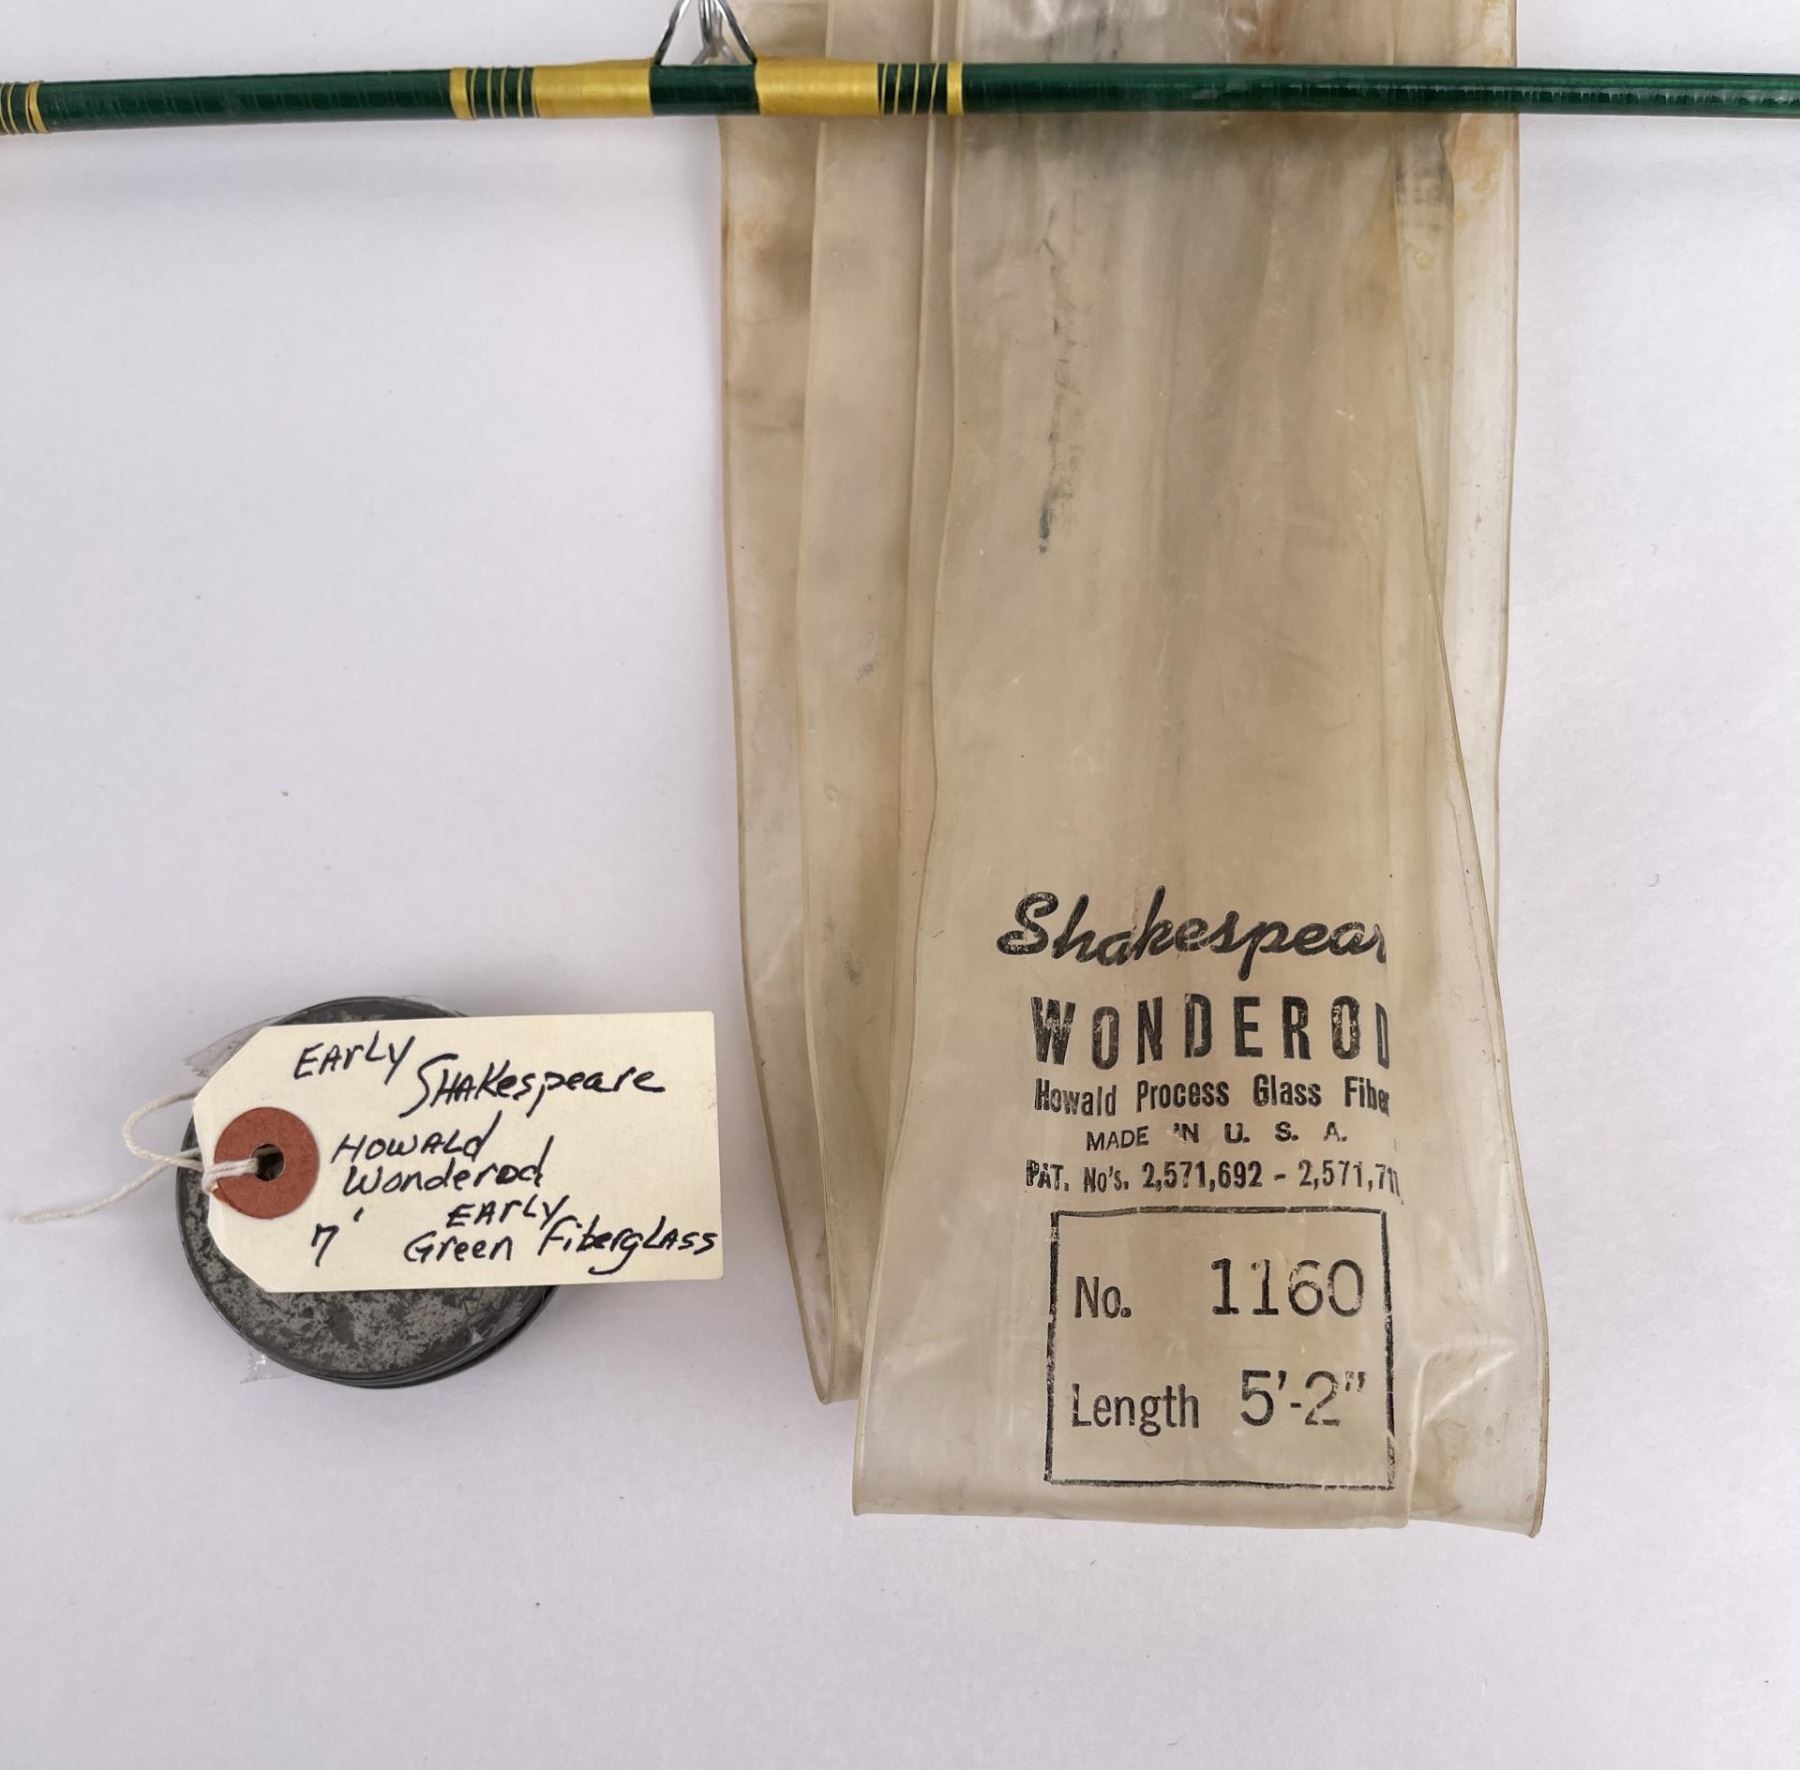 EArLy
SHAKespeare
HOWALd
Wonderod
7' EArLy
Green FiberglAss
Shakespear
WONDEROD
Howald Process Glass Fiber
MADE IN U. S. A.
PAT. No's. 2,571,692 - 2,571,71
No. 1160
Length 5'-2"